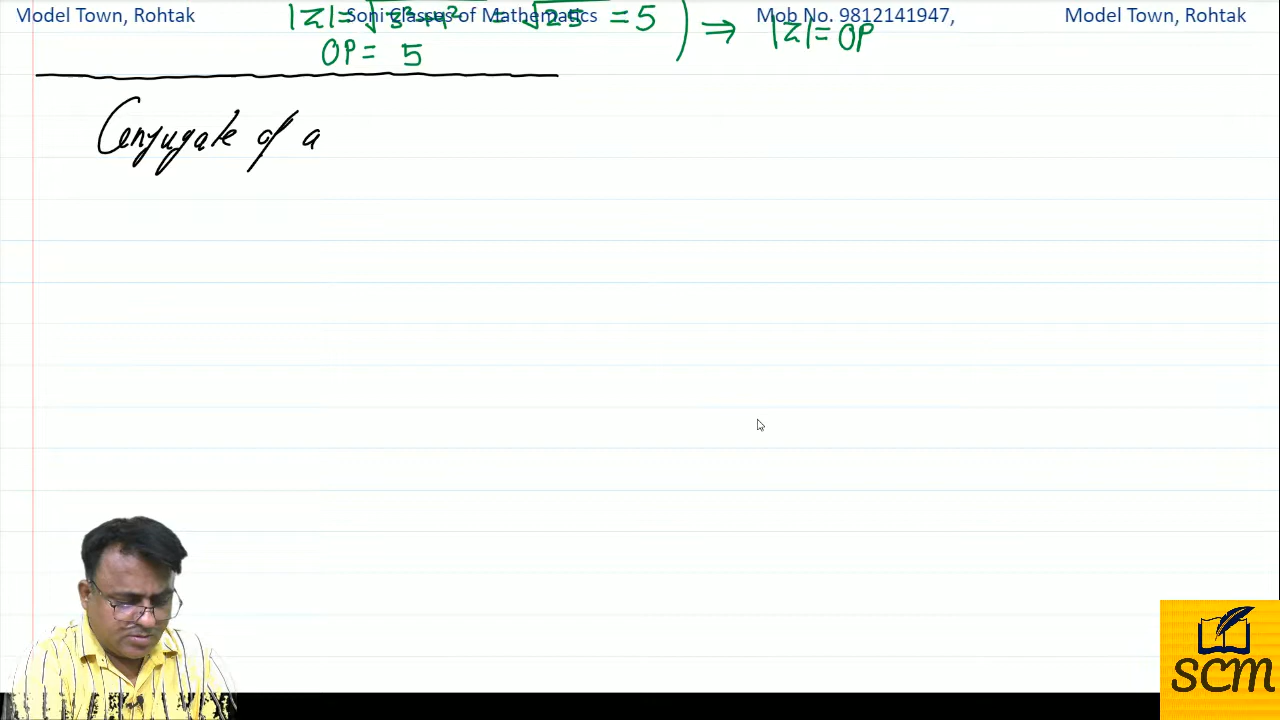 Model Town, Rohtak Soni Classes of Mathematics Mob No. 9812141947, Model Town, Rohtak
|Z| = √3²+4² = √25 = 5 ) ⇒ |Z| = OP
OP = 5
Conjugate of a
SCM